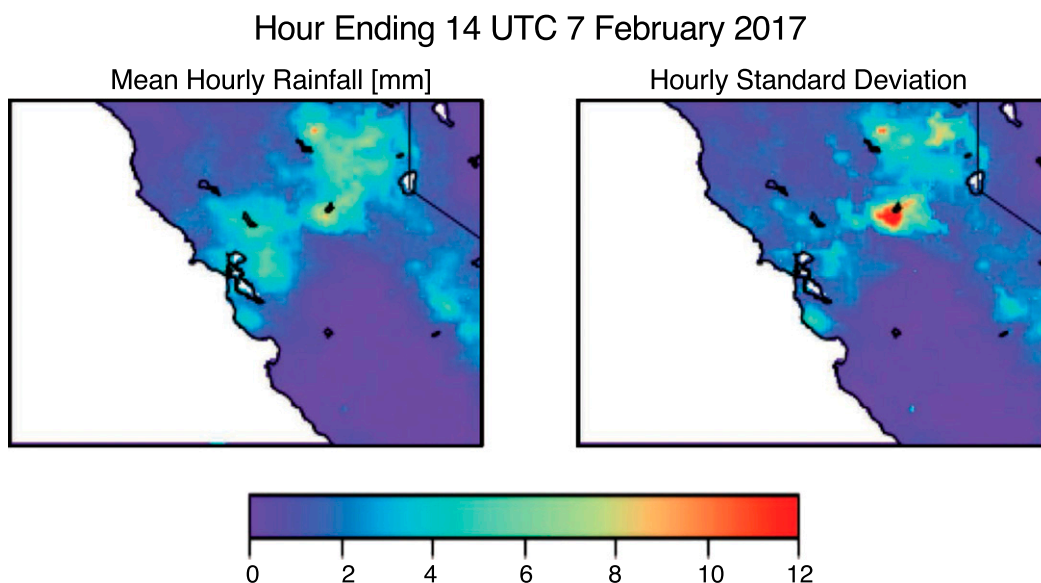 Hour Ending 14 UTC 7 February 2017
Mean Hourly Rainfall [mm]
Hourly Standard Deviation
0 2 4 6 8 10 12